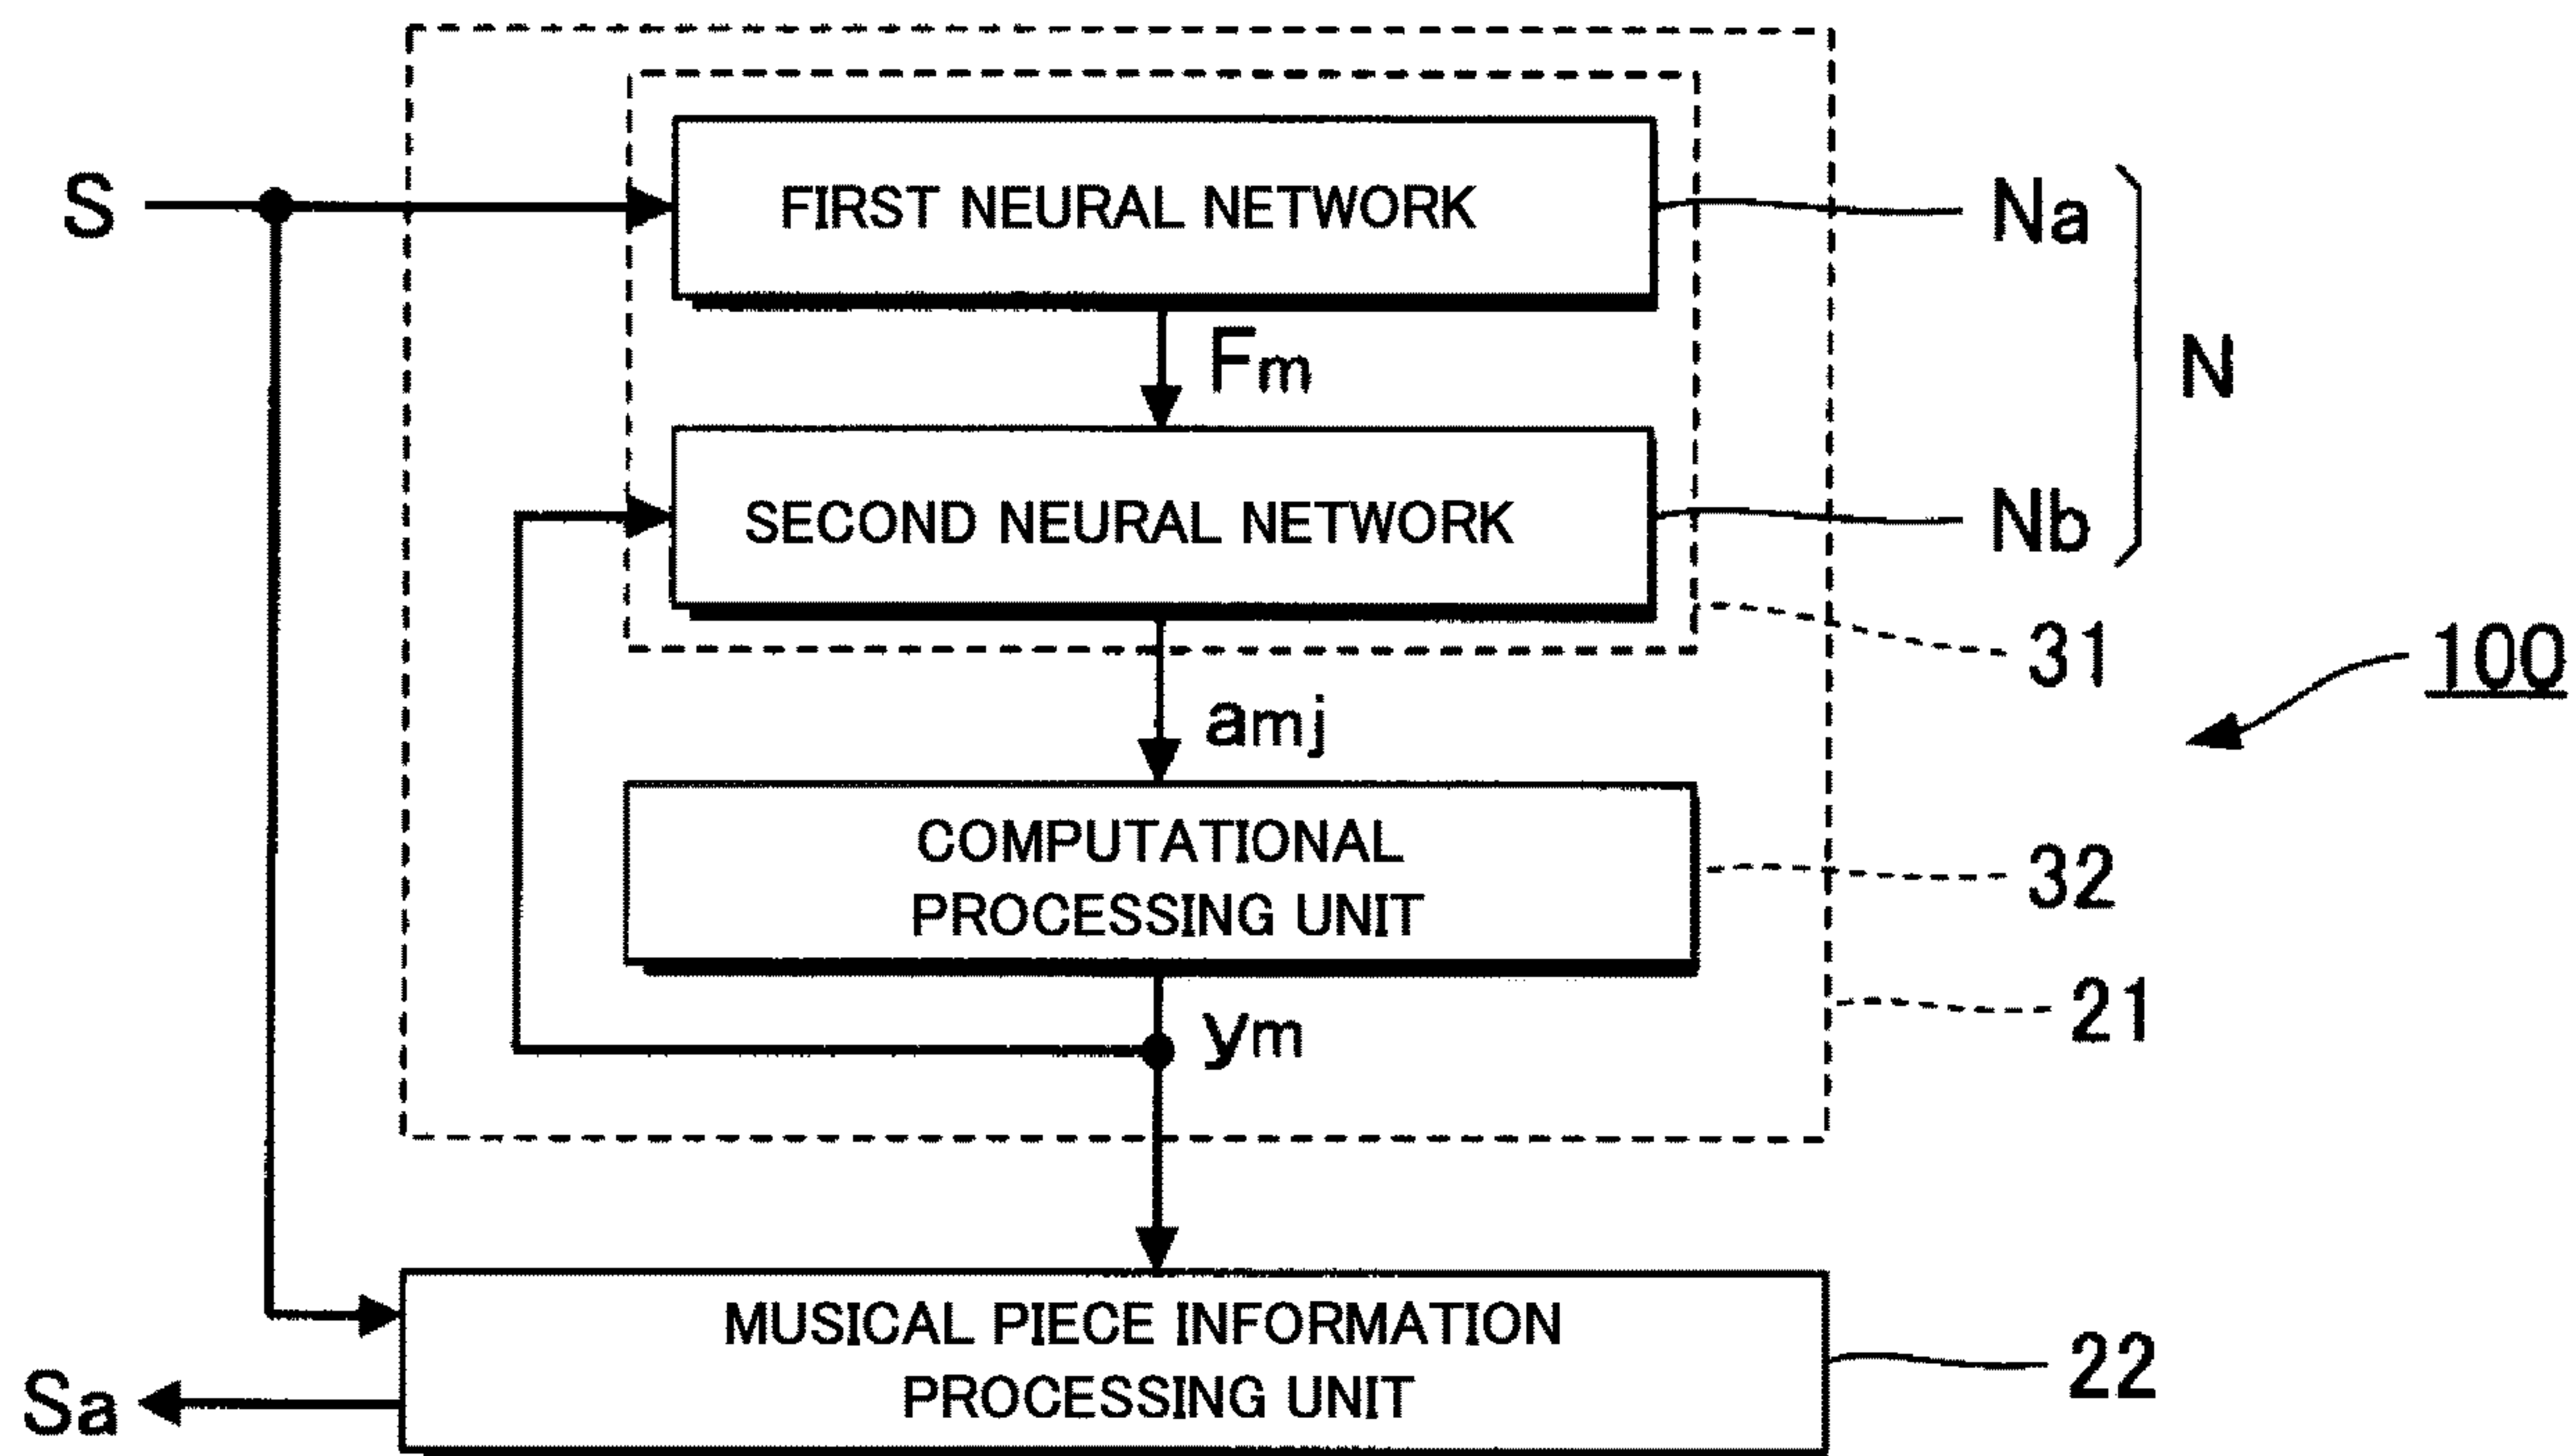 S
FIRST NEURAL NETWORK
Na
Fm
N
SECOND NEURAL NETWORK
Nb
31
100
amj
COMPUTATIONAL
PROCESSING UNIT
32
21
ym
MUSICAL PIECE INFORMATION
PROCESSING UNIT
22
Sa